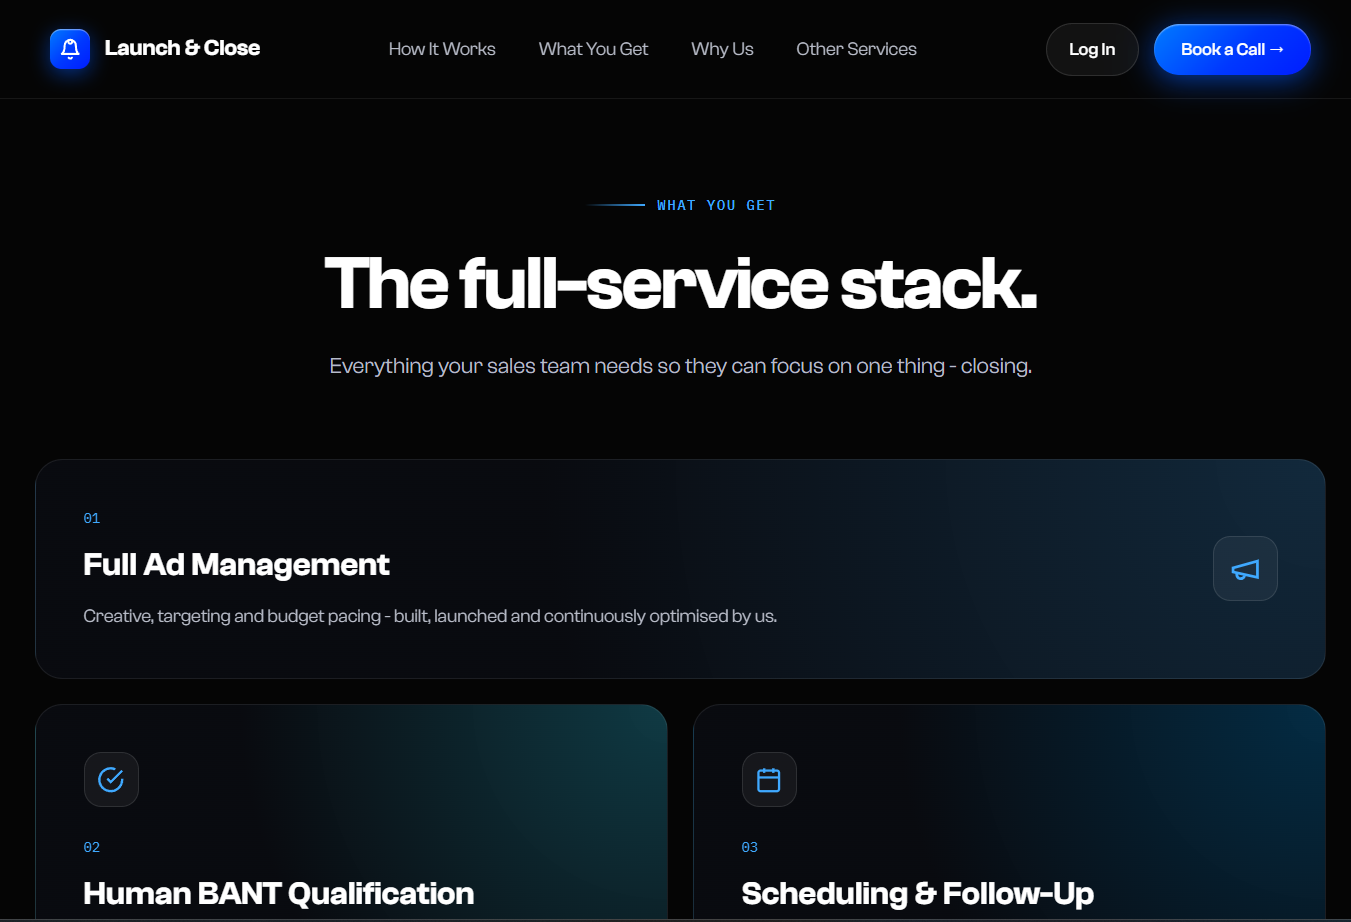 Launch & Close
How It Works
What You Get
Why Us
Other Services
Log In
Book a Call →
WHAT YOU GET
The full-service stack.
Everything your sales team needs so they can focus on one thing - closing.
01
Full Ad Management
Creative, targeting and budget pacing - built, launched and continuously optimised by us.
02
Human BANT Qualification
03
Scheduling & Follow-Up